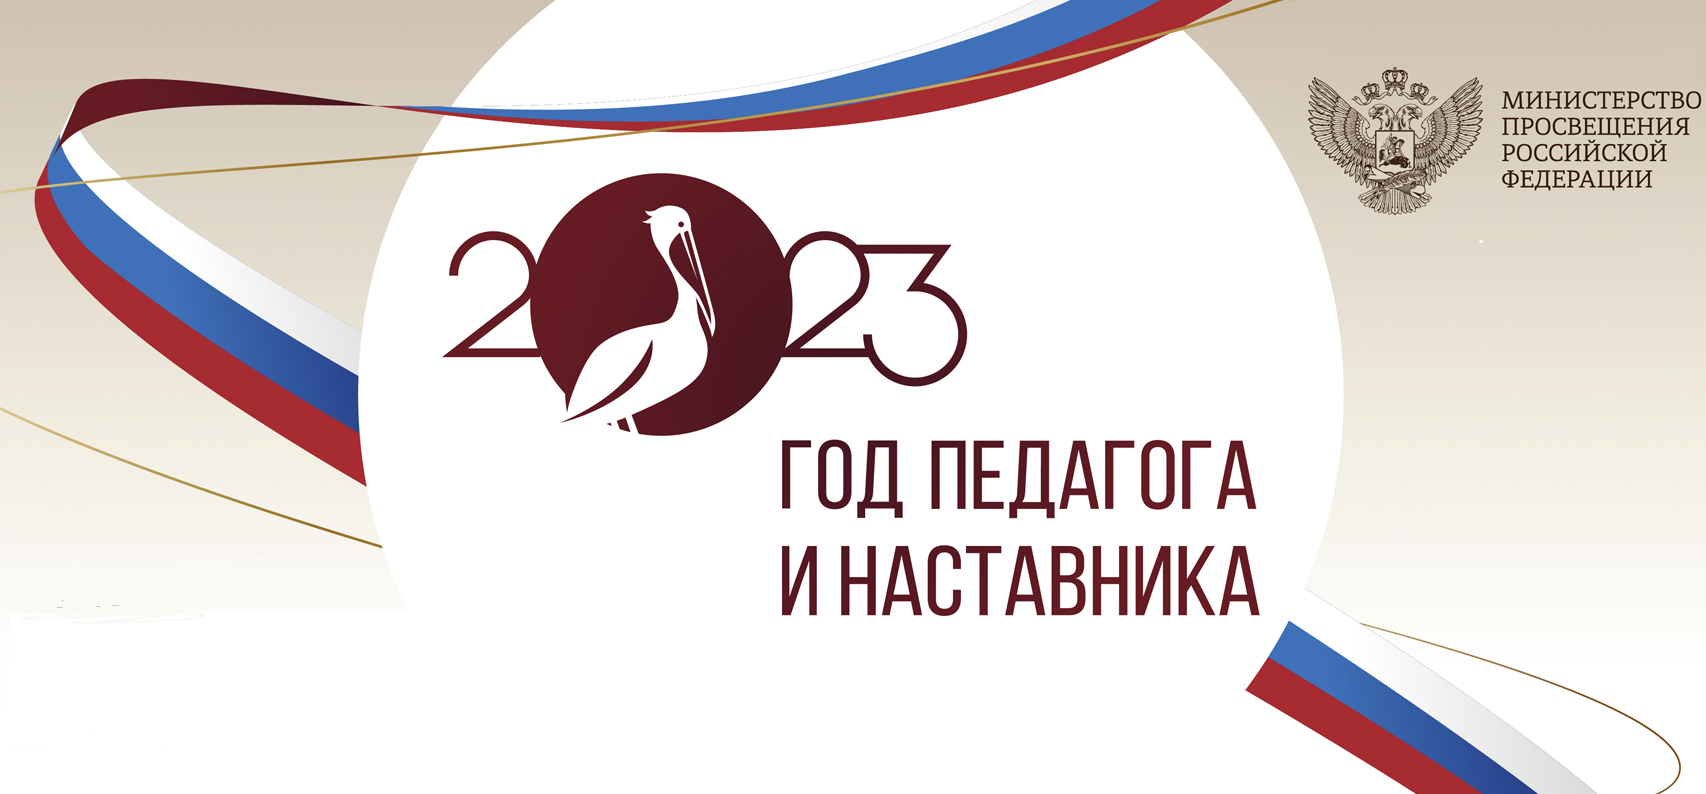 МИНИСТЕРСТВО
ПРОСВЕЩЕНИЯ
РОССИЙСКОЙ
ФЕДЕРАЦИИ
2023
ГОД ПЕДАГОГА
И НАСТАВНИКА